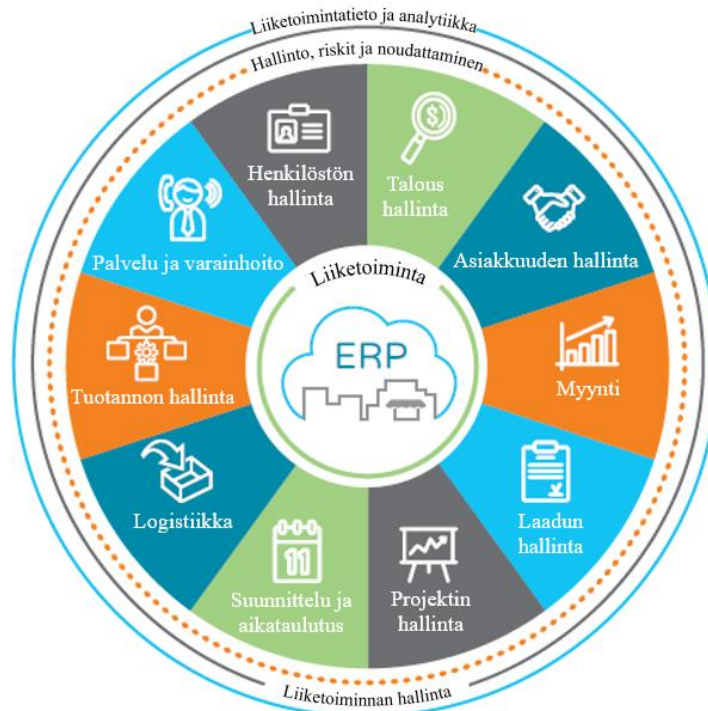 Liiketoimintatieto ja analytiikka
Hallinto, riskit ja noudattaminen
Henkilöstön
hallinta
Talous
hallinta
$
Asiakkuuden hallinta
Myynti
Laadun
hallinta
Projektin
hallinta
11
Suunnittelu ja
aikataulutus
Logistiikka
Tuotannon hallinta
Palvelu ja varainhoito
Liiketoiminta
ERP
Liiketoiminnan hallinta